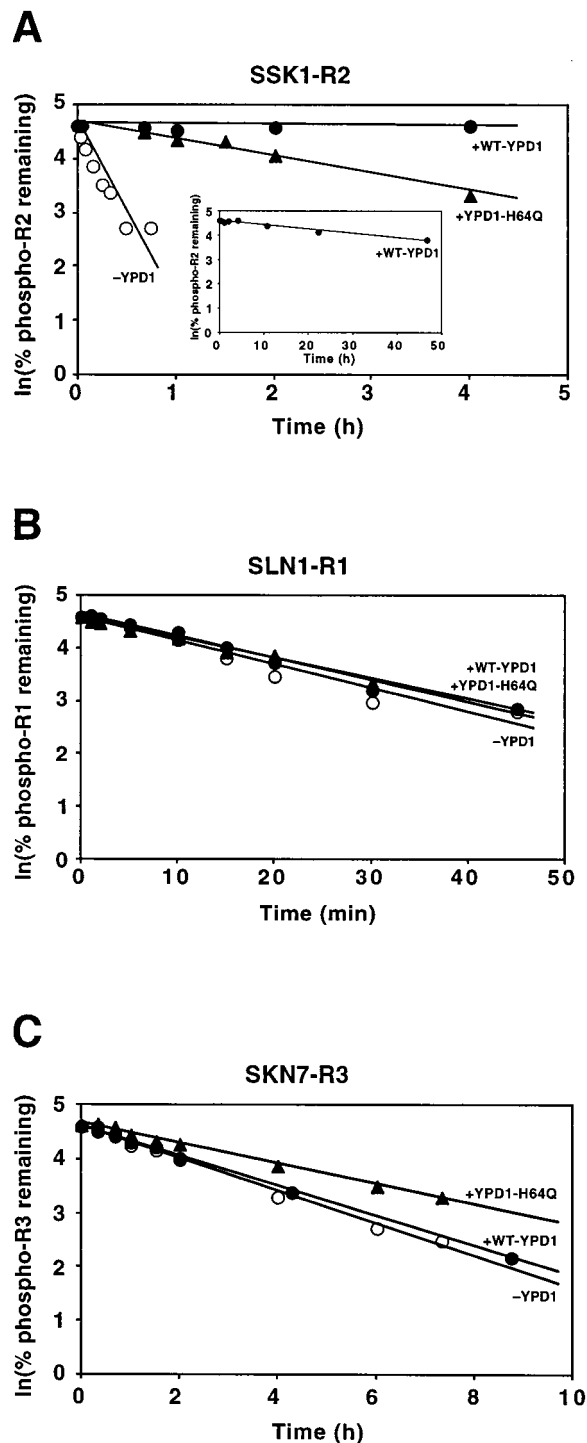 A
SSK1-R2
ln(% phospho-R2 remaining)
5
4
3
2
1
0
+WT-YPD1
+YPD1-H64Q
–YPD1
ln(% phospho-R2 remaining)
5
4
3
2
1
0
+WT-YPD1
0 10 20 30 40 50
Time (h)
0 1 2 3 4 5
Time (h)
B
SLN1-R1
ln(% phospho-R1 remaining)
5
4
3
2
1
0
+WT-YPD1
+YPD1-H64Q
–YPD1
0 10 20 30 40 50
Time (min)
C
SKN7-R3
ln(% phospho-R3 remaining)
5
4
3
2
1
0
+YPD1-H64Q
+WT-YPD1
–YPD1
0 2 4 6 8 10
Time (h)